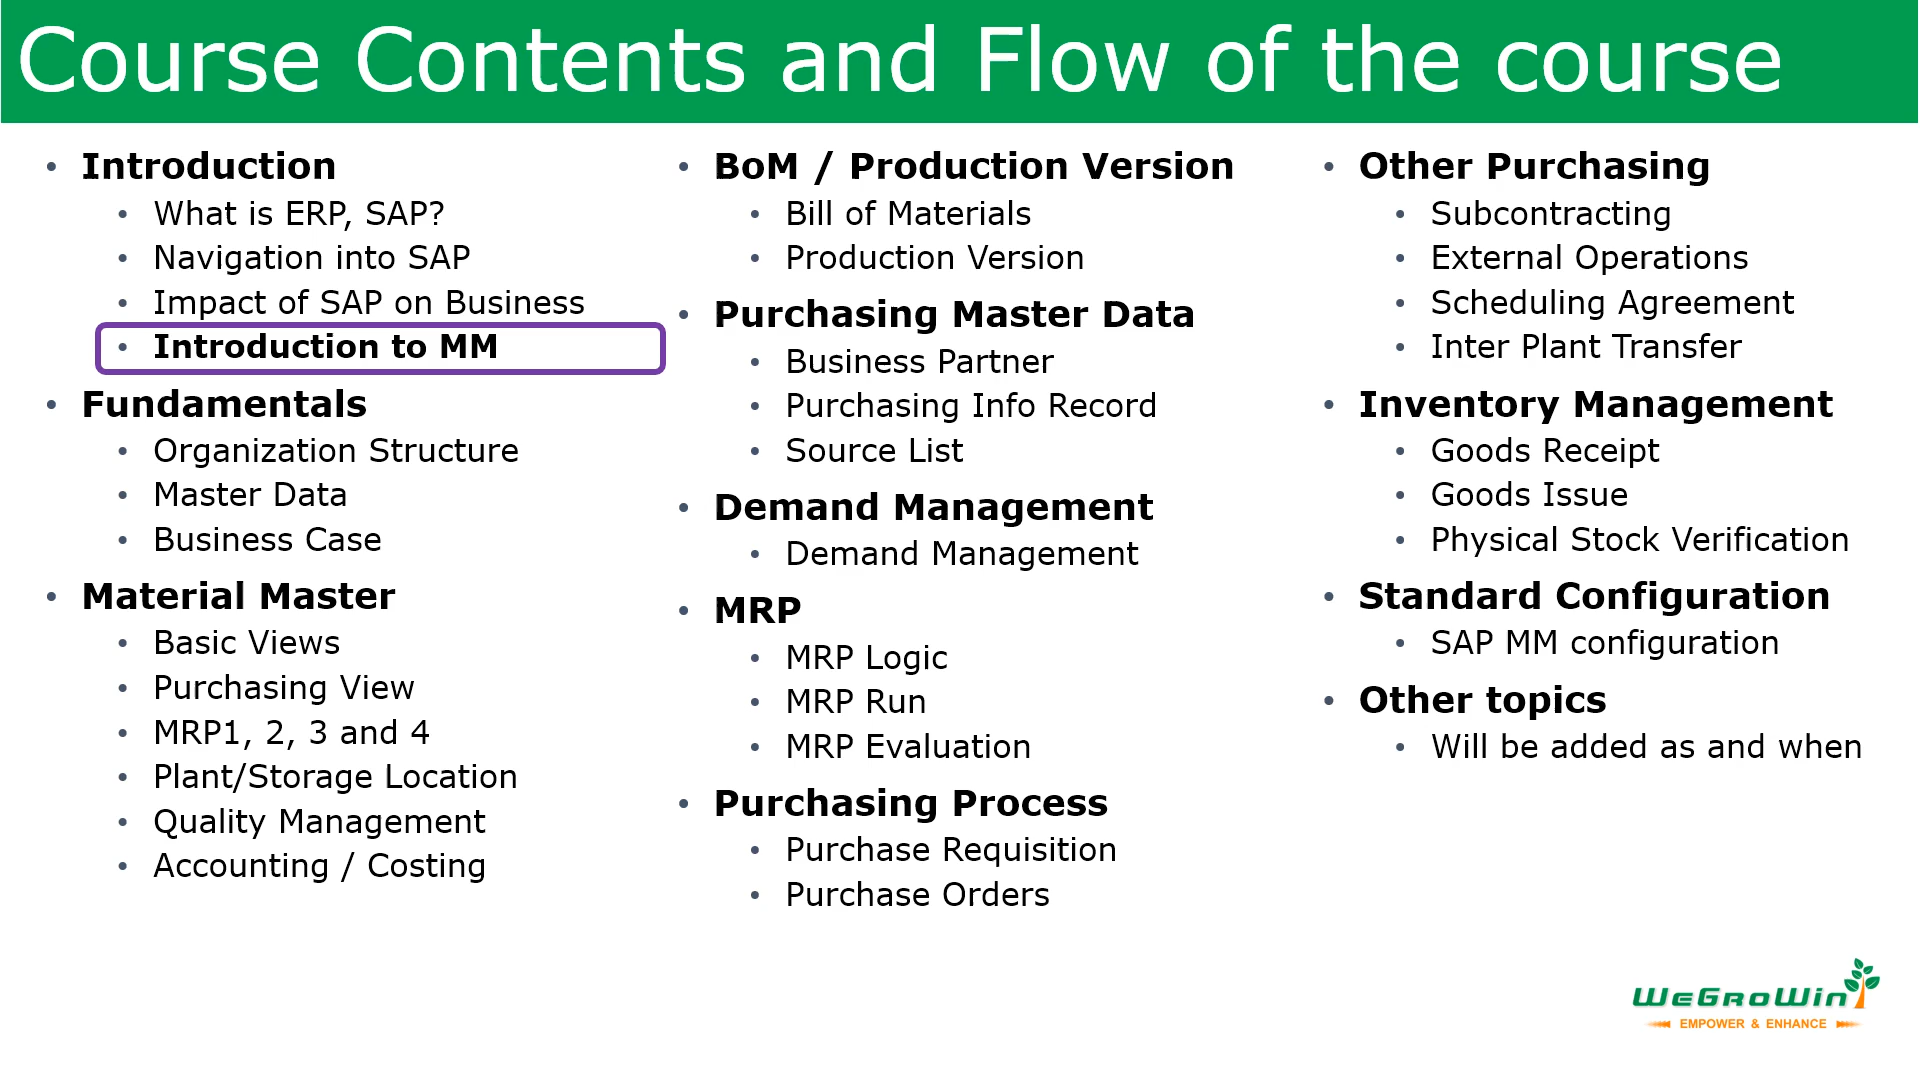 Course Contents and Flow of the course
• Introduction
• What is ERP, SAP?
• Navigation into SAP
• Impact of SAP on Business
• Introduction to MM
• Fundamentals
• Organization Structure
• Master Data
• Business Case
• Material Master
• Basic Views
• Purchasing View
• MRP1, 2, 3 and 4
• Plant/Storage Location
• Quality Management
• Accounting / Costing
• BoM / Production Version
• Bill of Materials
• Production Version
• Purchasing Master Data
• Business Partner
• Purchasing Info Record
• Source List
• Demand Management
• Demand Management
• MRP
• MRP Logic
• MRP Run
• MRP Evaluation
• Purchasing Process
• Purchase Requisition
• Purchase Orders
• Other Purchasing
• Subcontracting
• External Operations
• Scheduling Agreement
• Inter Plant Transfer
• Inventory Management
• Goods Receipt
• Goods Issue
• Physical Stock Verification
• Standard Configuration
• SAP MM configuration
• Other topics
• Will be added as and when
WeGroWin
EMPOWER & ENHANCE